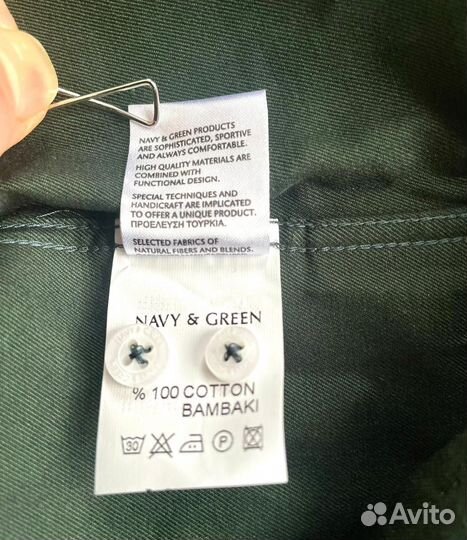 NAVY & GREEN PRODUCTS
ARE SOPHISTICATED, SPORTIVE
AND ALWAYS COMFORTABLE.
HIGH QUALITY MATERIALS ARE
COMBINED WITH
FUNCTIONAL DESIGN.
SPECIAL TECHNIQUES AND
HANDICRAFT ARE IMPLICATED
TO OFFER A UNIQUE PRODUCT.
ΠΡΟΕΛΕΥΣΗ ΤΟΥΡΚΙΑ.
SELECTED FABRICS OF
NATURAL FIBERS AND BLENDS.
NAVY & GREEN
% 100 COTTON
BAMBAKI
30
P
Avito